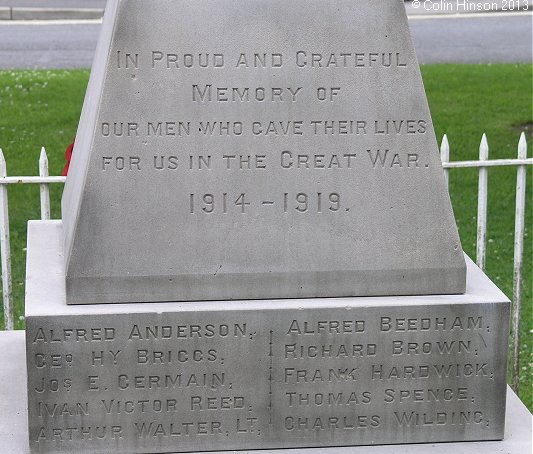 © Colin Hinson 2013
IN PROUD AND GRATEFUL
MEMORY OF
OUR MEN WHO GAVE THEIR LIVES
FOR US IN THE GREAT WAR.
1914 - 1919.
ALFRED ANDERSON;
GEO HY BRIGGS;
JOS E. GERMAIN;
IVAN VICTOR REED;
ARTHUR WALTER, LT;
ALFRED BEEDHAM;
RICHARD BROWN;
FRANK HARDWICK;
THOMAS SPENCE;
CHARLES WILDING;